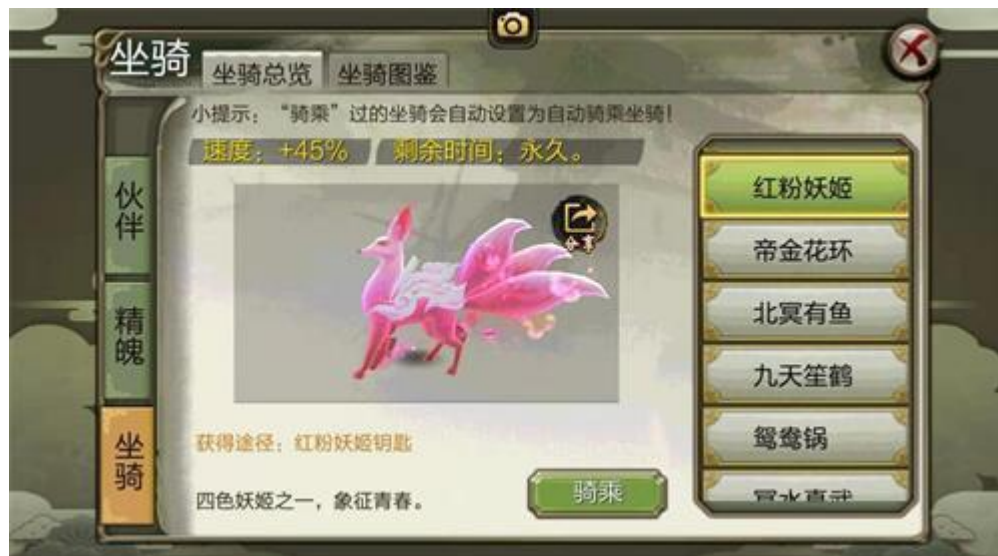 坐骑
坐骑总览 坐骑图鉴
小提示：“骑乘”过的坐骑会自动设置为自动骑乘坐骑！
速度：+45% 剩余时间：永久。
分享
伙伴
精魄
坐骑
获得途径：红粉妖姬钥匙
四色妖姬之一，象征青春。
骑乘
红粉妖姬
帝金花环
北冥有鱼
九天笙鹤
鸳鸯锅